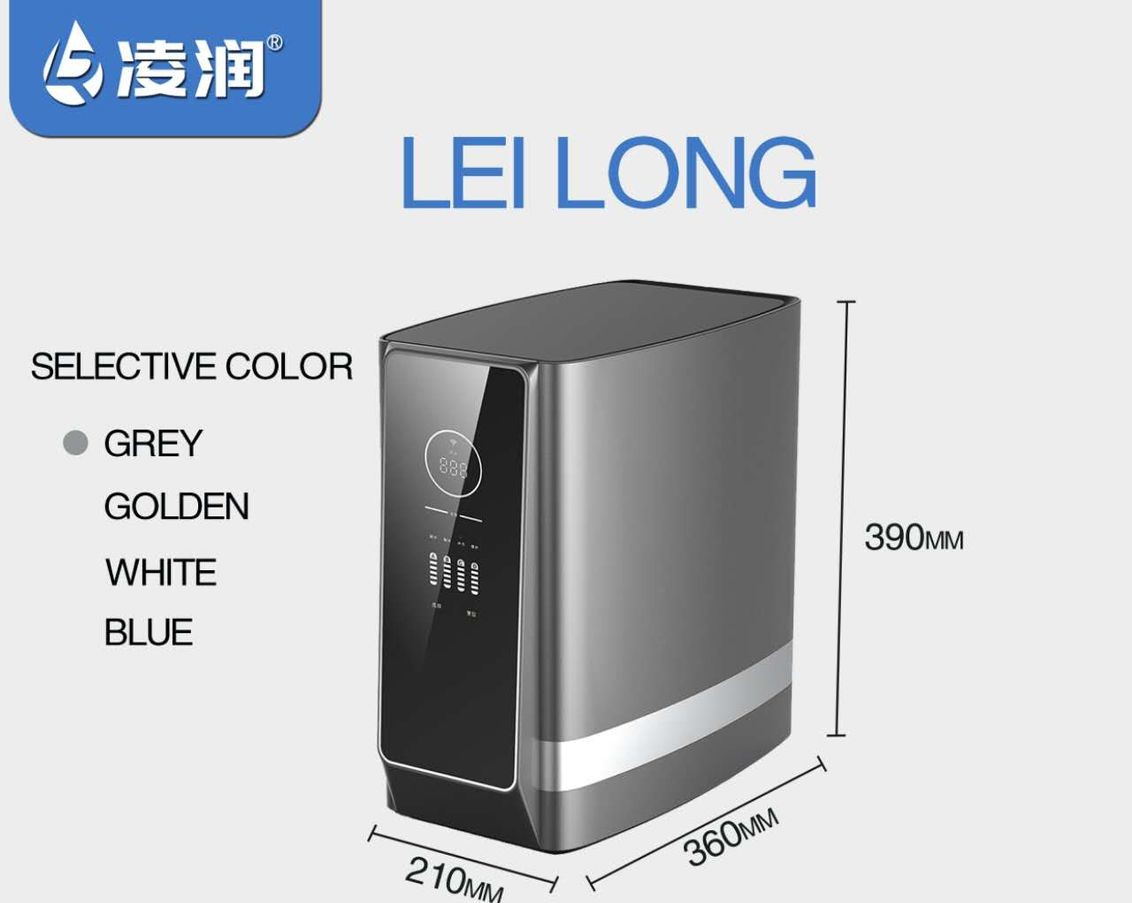 凌润®
LEI LONG
SELECTIVE COLOR
GREY
GOLDEN
WHITE
BLUE
888
390MM
360MM
210MM